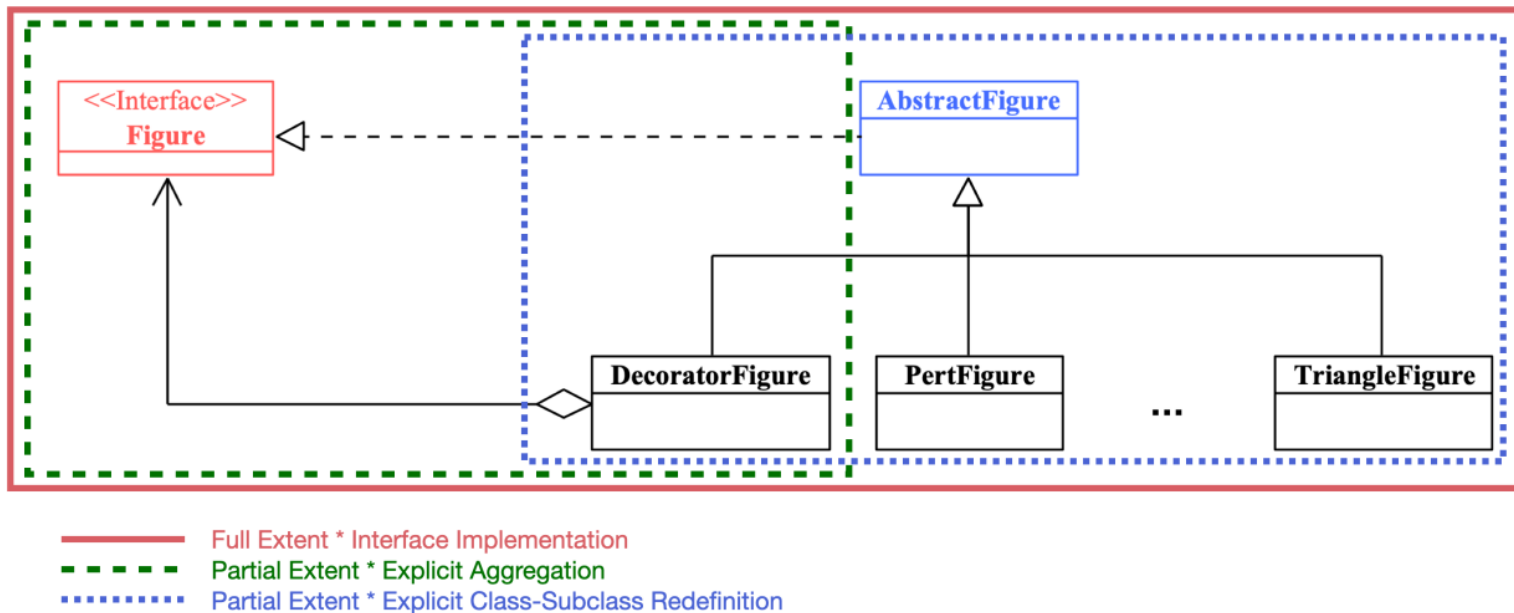 <<Interface>>
Figure
AbstractFigure
DecoratorFigure
PertFigure
...
TriangleFigure
Full Extent * Interface Implementation
Partial Extent * Explicit Aggregation
Partial Extent * Explicit Class-Subclass Redefinition